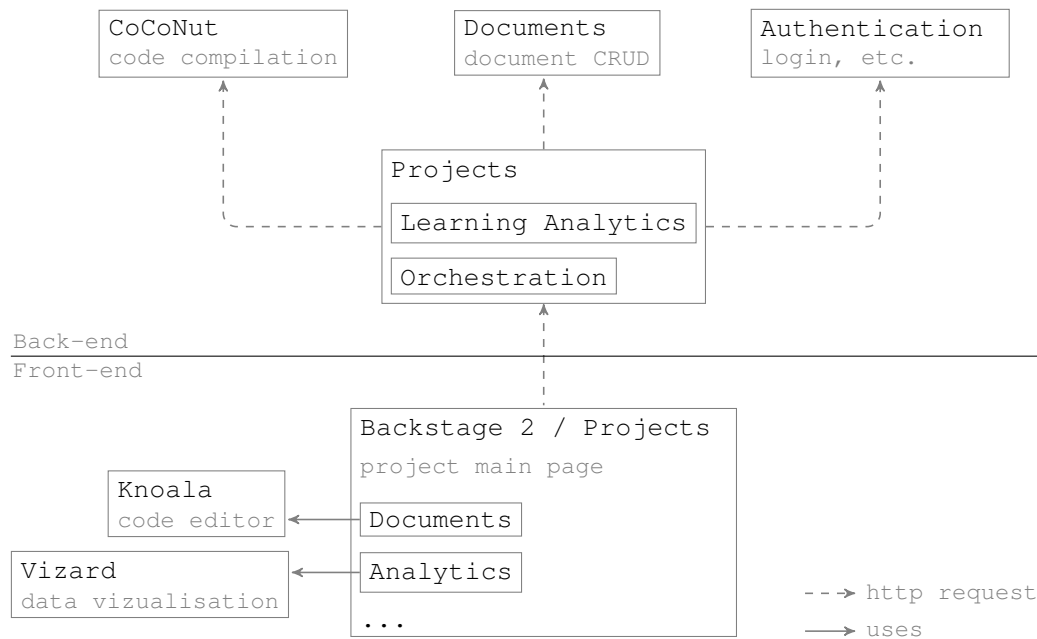 CoCoNut
code compilation
Documents
document CRUD
Authentication
login, etc.
Projects
Learning Analytics
Orchestration
Back-end
Front-end
Backstage 2 / Projects
project main page
Knoala
code editor
Documents
Vizard
data vizualisation
Analytics
...
http request
uses